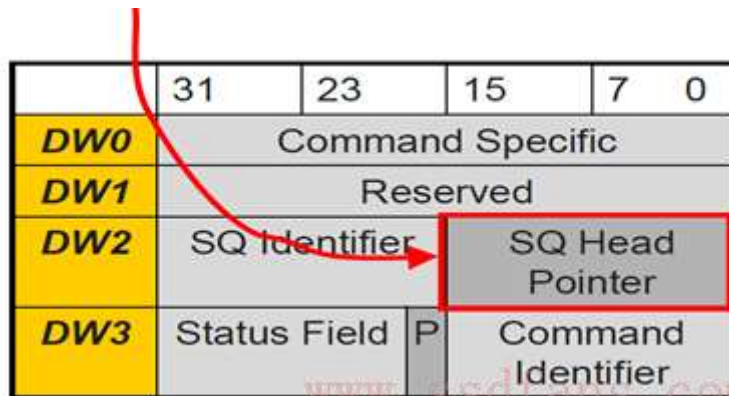 31 23 15 7 0
DW0 Command Specific
DW1 Reserved
DW2 SQ Identifier SQ Head
Pointer
DW3 Status Field P Command
Identifier